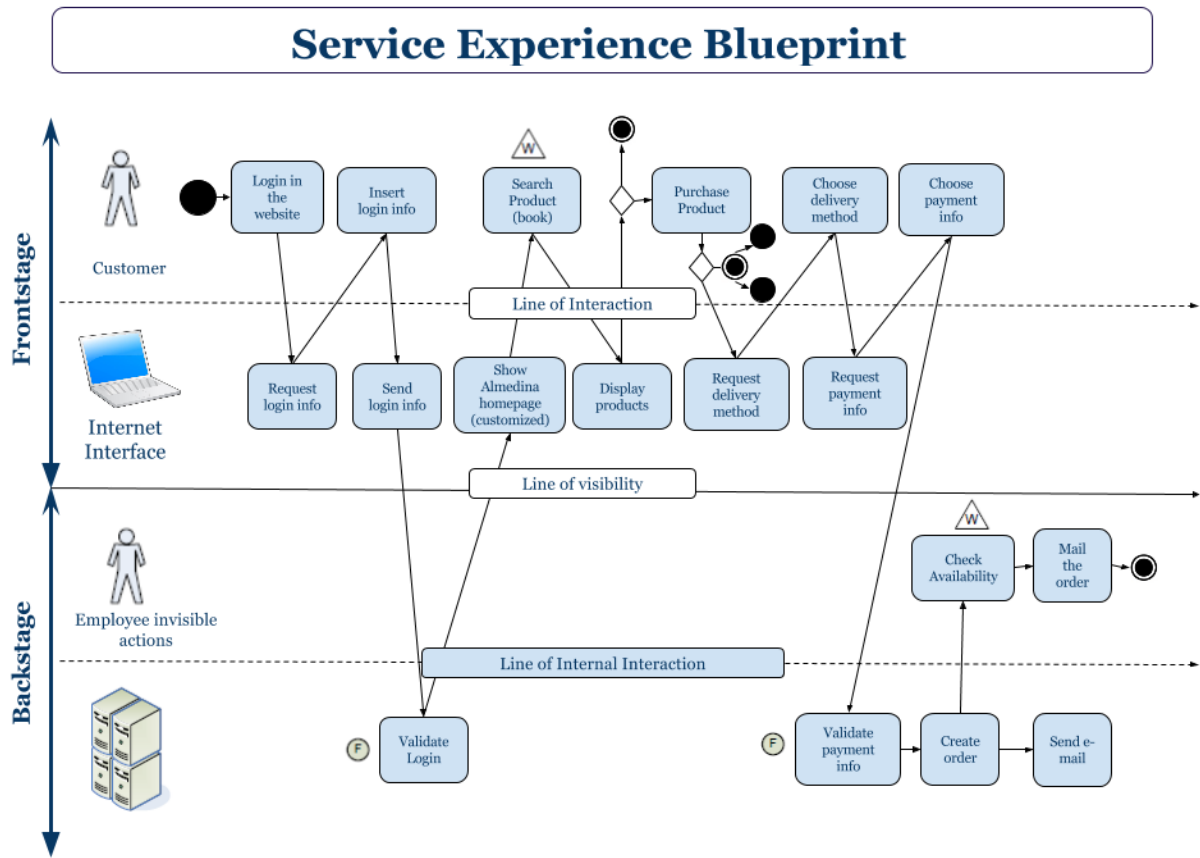 Service Experience Blueprint
Frontstage
Customer
Login in
the
website
Insert
login info
W
Search
Product
(book)
Purchase
Product
Choose
delivery
method
Choose
payment
info
Line of Interaction
Internet
Interface
Request
login info
Send
login info
Show
Almedina
homepage
(customized)
Display
products
Request
delivery
method
Request
payment
info
Line of visibility
Backstage
Employee invisible
actions
W
Check
Availability
Mail
the
order
Line of Internal Interaction
F
Validate
Login
F
Validate
payment
info
Create
order
Send e-
mail